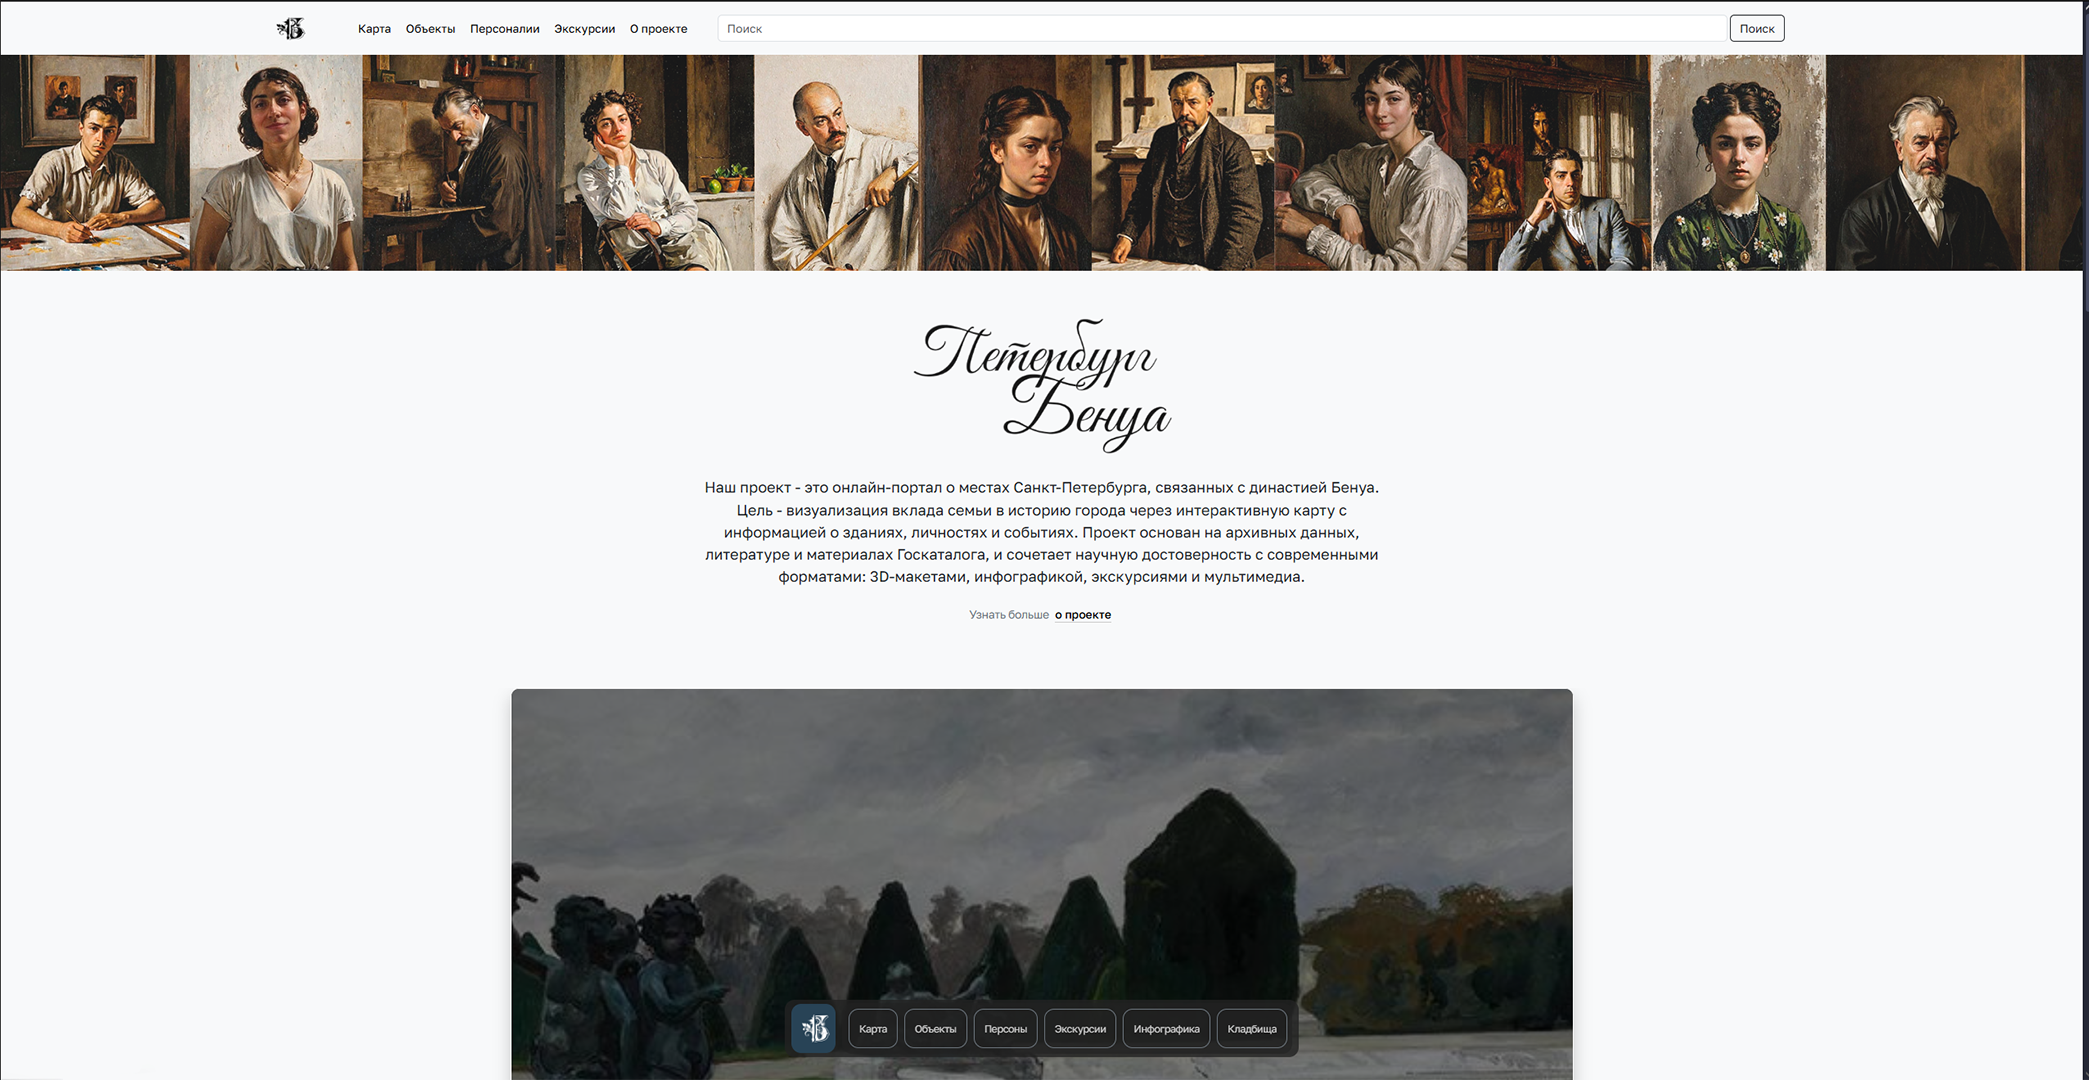 Карта Объекты Персоналии Экскурсии О проекте Поиск Поиск
Петербург
Бенуа
Наш проект - это онлайн-портал о местах Санкт-Петербурга, связанных с династией Бенуа.
Цель - визуализация вклада семьи в историю города через интерактивную карту с
информацией о зданиях, личностях и событиях. Проект основан на архивных данных,
литературе и материалах Госкаталога, и сочетает научную достоверность с современными
форматами: 3D-макетами, инфографикой, экскурсиями и мультимедиа.
Узнать больше о проекте
Карта Объекты Персоны Экскурсии Инфографика Кладбища